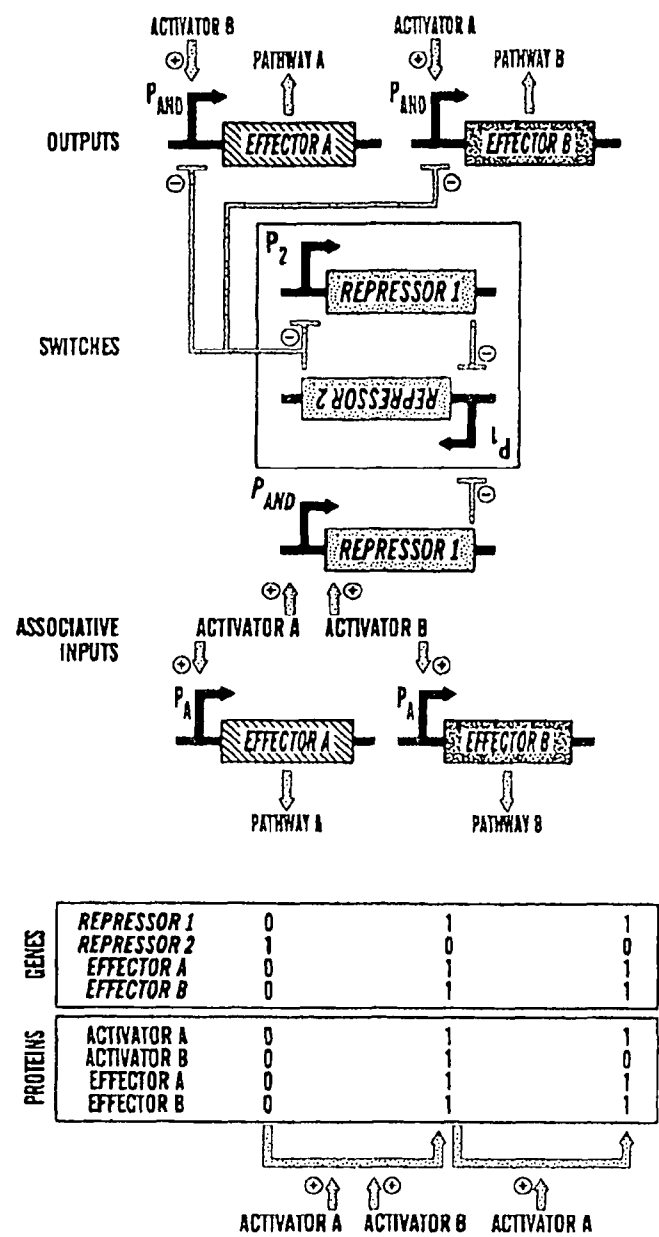 ACTIVATOR B ACTIVATOR A
⊕ PATHWAY A ⊕ PATHWAY B
PAND PAND
OUTPUTS EFFECTOR A EFFECTOR B
⊖ ⊖
P2
REPRESSOR 1
SWITCHES ⊖ ⊖
REPRESSOR 2
P1
PAND ⊖
REPRESSOR 1
⊕ ⊕
ASSOCIATIVE ACTIVATOR A ACTIVATOR B
INPUTS ⊕ ⊕
PA PA
EFFECTOR A EFFECTOR B
PATHWAY A PATHWAY B
GENES
REPRESSOR 1 0 1 1
REPRESSOR 2 1 0 0
EFFECTOR A 0 1 1
EFFECTOR B 0 1 1
PROTEINS
ACTIVATOR A 0 1 1
ACTIVATOR B 0 1 0
EFFECTOR A 0 1 1
EFFECTOR B 0 1 1
⊕ ⊕ ⊕
ACTIVATOR A ACTIVATOR B ACTIVATOR A